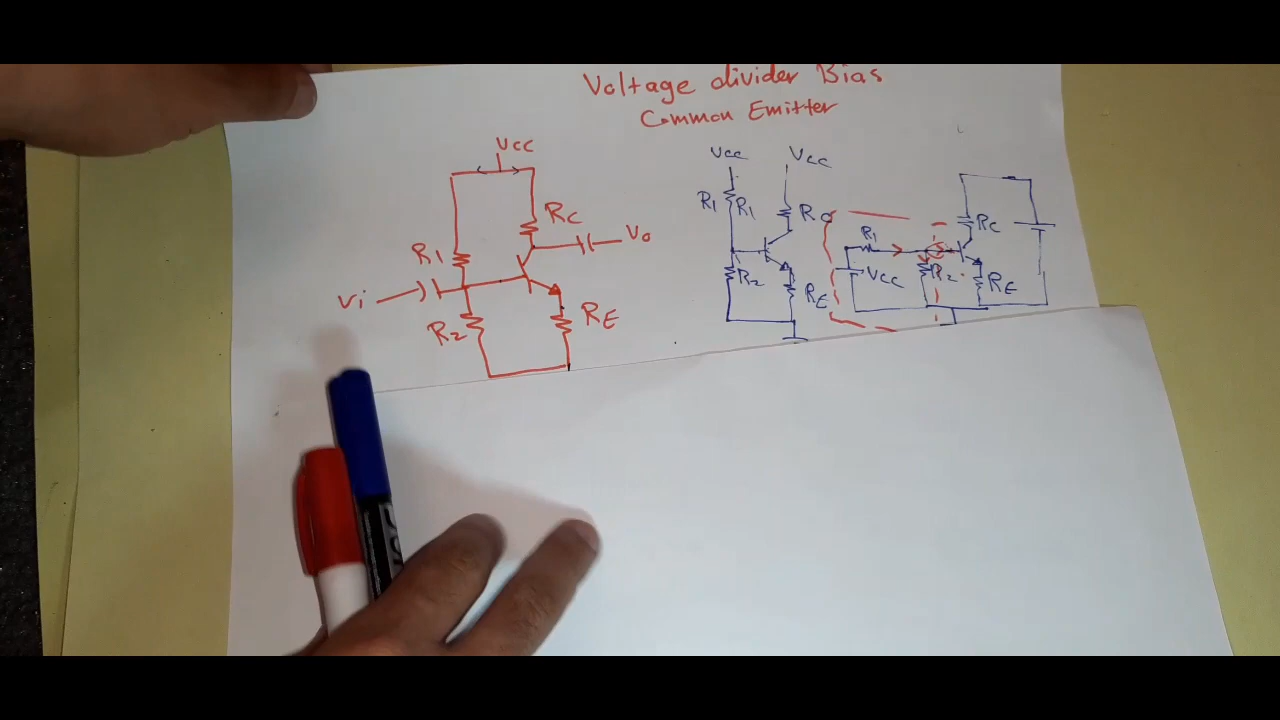 Voltage divider Bias
Common Emitter
Vcc
RC
R1
Vo
Vi
R2
RE
Vcc Vcc
R1 R1 RC
R2
RE
R1
RC
Vcc
R2
RE